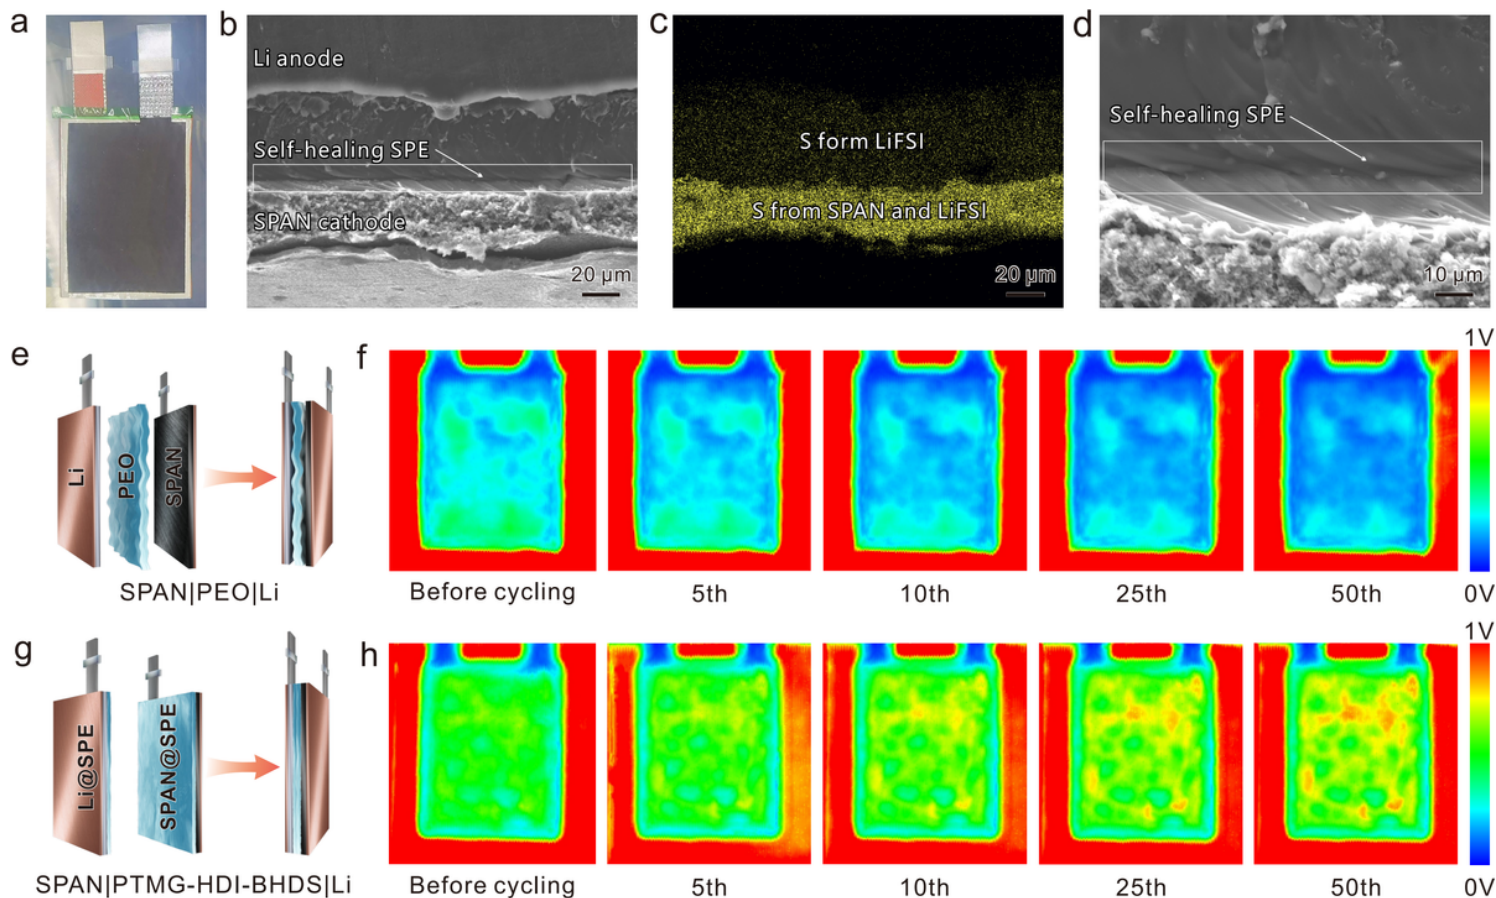 a
b
c
d
Li anode
Self-healing SPE
SPAN cathode
20 μm
S form LiFSI
S from SPAN and LiFSI
20 μm
Self-healing SPE
10 μm
e
Li
PEO
SPAN
SPAN|PEO|Li
f
Before cycling
5th
10th
25th
50th
1V
0V
g
Li@SPE
SPAN@SPE
SPAN|PTMG-HDI-BHDS|Li
h
Before cycling
5th
10th
25th
50th
1V
0V